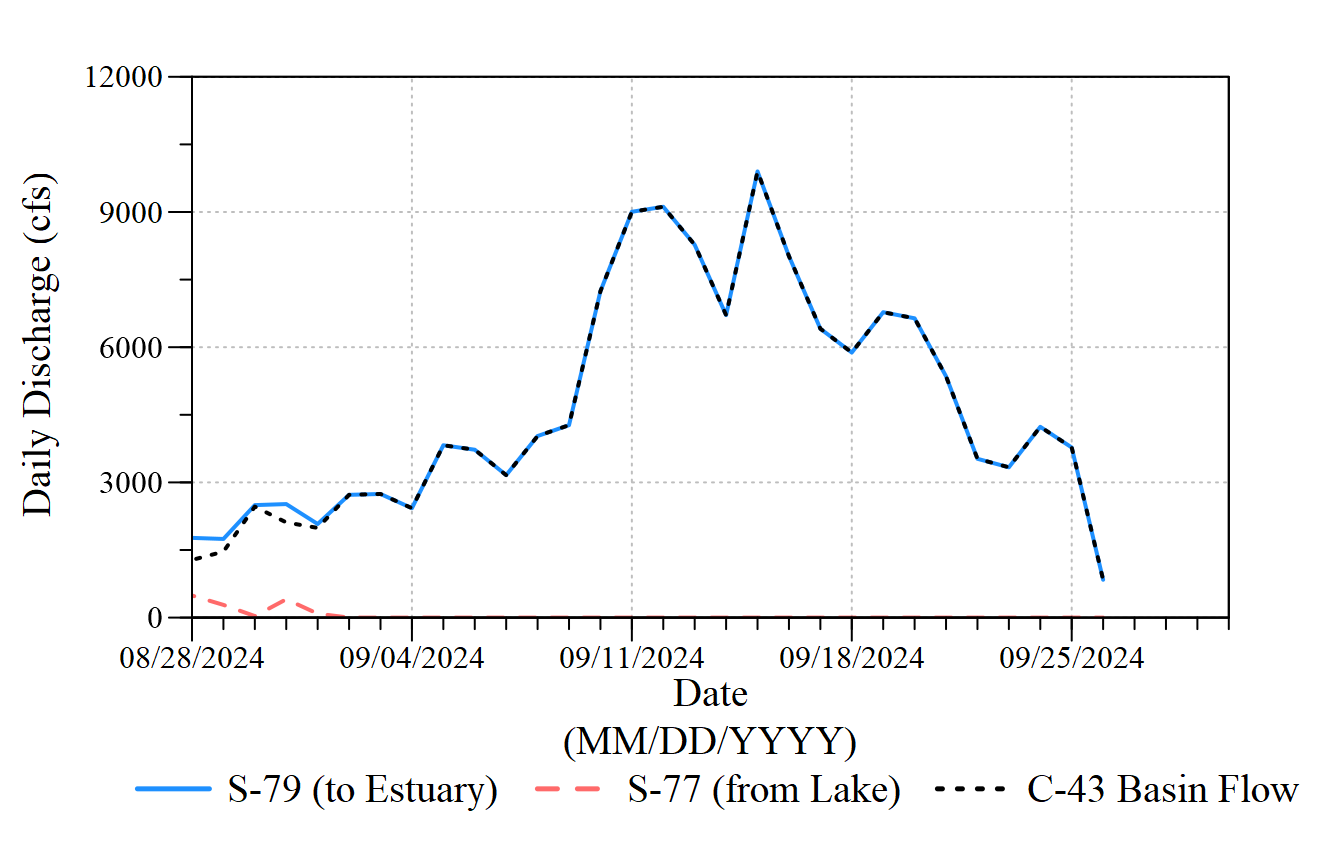 12000
9000
6000
3000
0
Daily Discharge (cfs)
08/28/2024 09/04/2024 09/11/2024 09/18/2024 09/25/2024
Date
(MM/DD/YYYY)
S-79 (to Estuary) S-77 (from Lake) C-43 Basin Flow